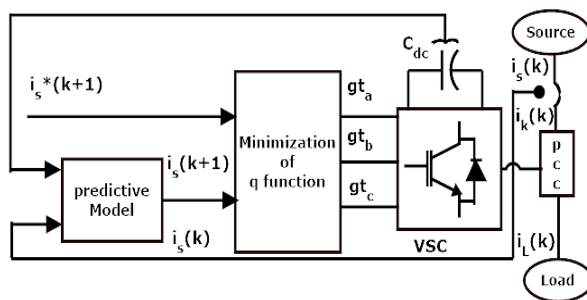 Source
C_dc
i_s(k)
i_s*(k+1)
gt_a
i_k(k)
Minimization
of
q function
gt_b
p
c
c
predictive
Model
i_s(k+1)
gt_c
i_s(k)
VSC
i_L(k)
Load